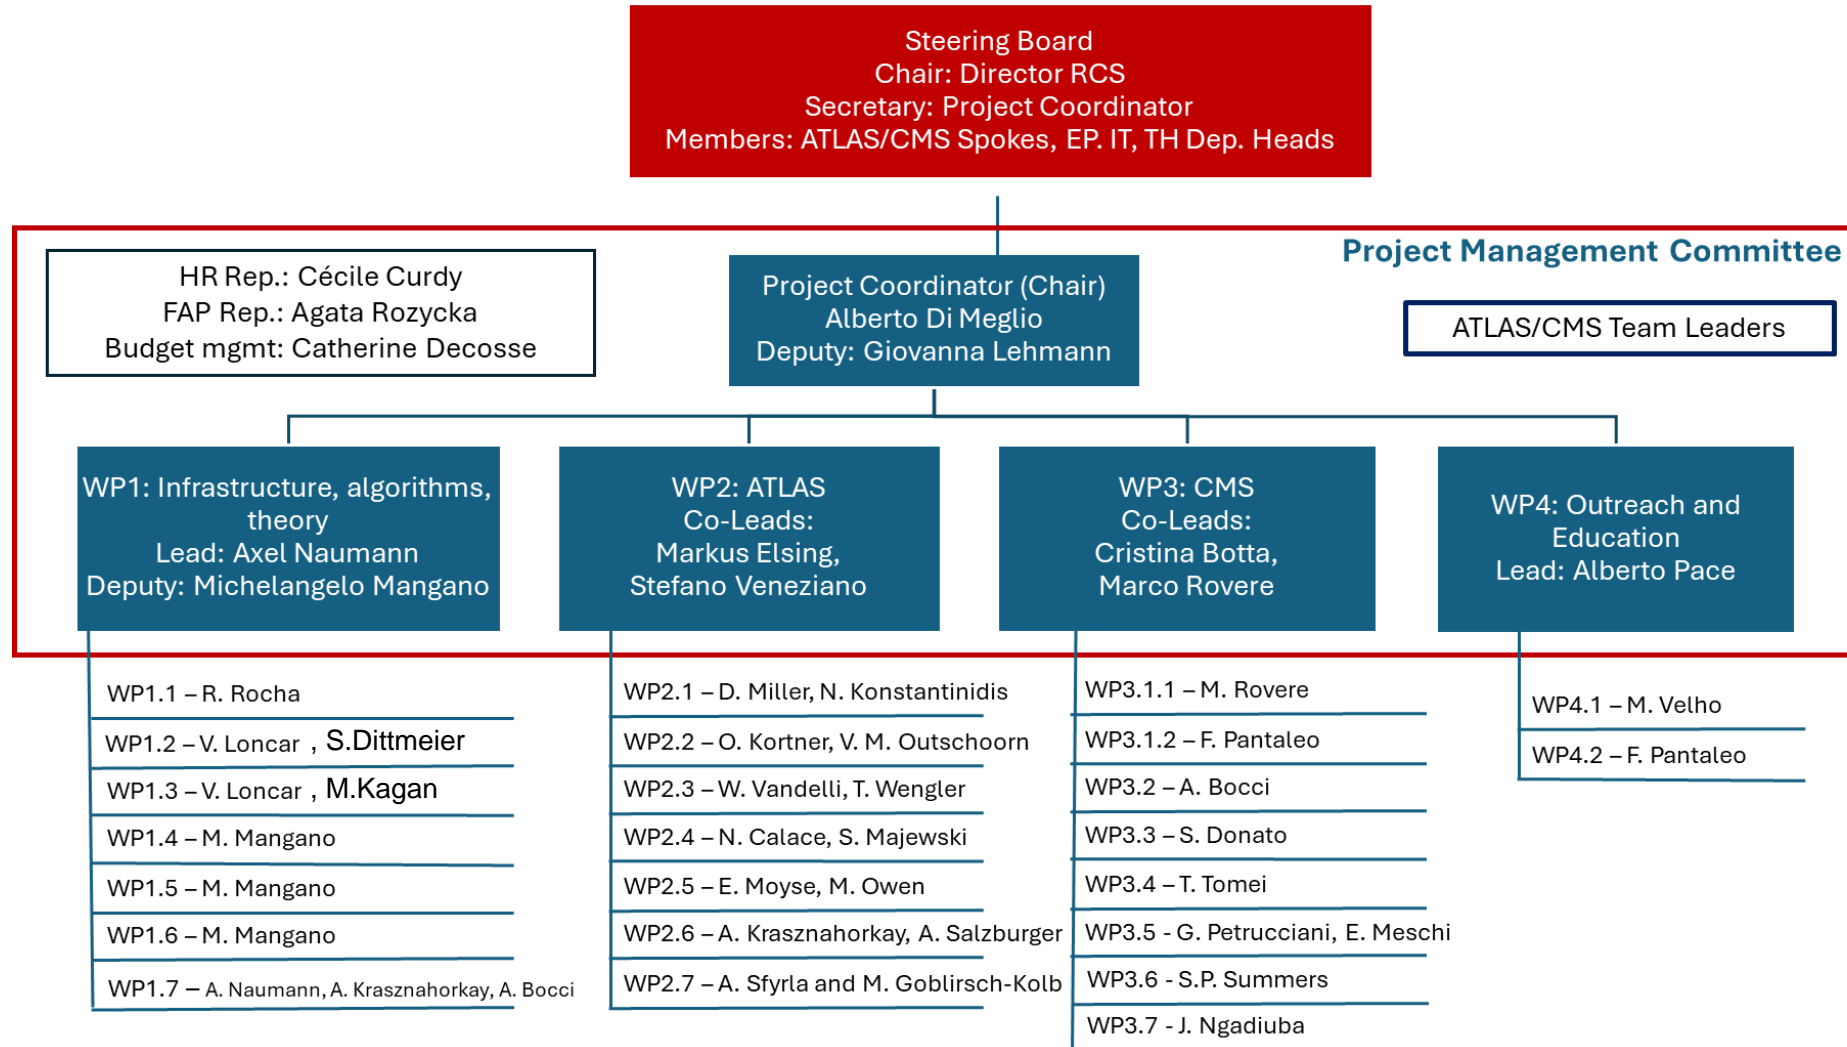 Steering Board
Chair: Director RCS
Secretary: Project Coordinator
Members: ATLAS/CMS Spokes, EP. IT, TH Dep. Heads
Project Management Committee
HR Rep.: Cécile Curdy
FAP Rep.: Agata Rozycka
Budget mgmt: Catherine Decosse
Project Coordinator (Chair)
Alberto Di Meglio
Deputy: Giovanna Lehmann
ATLAS/CMS Team Leaders
WP1: Infrastructure, algorithms,
theory
Lead: Axel Naumann
Deputy: Michelangelo Mangano
WP2: ATLAS
Co-Leads:
Markus Elsing,
Stefano Veneziano
WP3: CMS
Co-Leads:
Cristina Botta,
Marco Rovere
WP4: Outreach and
Education
Lead: Alberto Pace
WP1.1 – R. Rocha
WP1.2 – V. Loncar , S.Dittmeier
WP1.3 – V. Loncar , M.Kagan
WP1.4 – M. Mangano
WP1.5 – M. Mangano
WP1.6 – M. Mangano
WP1.7 – A. Naumann, A. Krasznahorkay, A. Bocci
WP2.1 – D. Miller, N. Konstantinidis
WP2.2 – O. Kortner, V. M. Outschoorn
WP2.3 – W. Vandelli, T. Wengler
WP2.4 – N. Calace, S. Majewski
WP2.5 – E. Moyse, M. Owen
WP2.6 – A. Krasznahorkay, A. Salzburger
WP2.7 – A. Sfyrla and M. Goblirsch-Kolb
WP3.1.1 – M. Rovere
WP3.1.2 – F. Pantaleo
WP3.2 – A. Bocci
WP3.3 – S. Donato
WP3.4 – T. Tomei
WP3.5 - G. Petrucciani, E. Meschi
WP3.6 - S.P. Summers
WP3.7 - J. Ngadiuba
WP4.1 – M. Velho
WP4.2 – F. Pantaleo